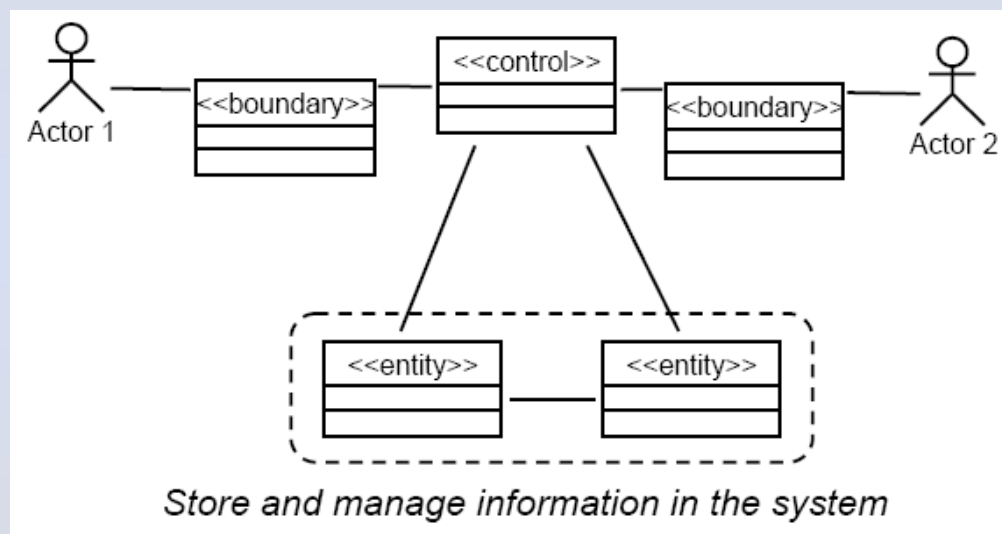 <<control>>
<<boundary>>
<<boundary>>
Actor 1
Actor 2
<<entity>>
<<entity>>
Store and manage information in the system